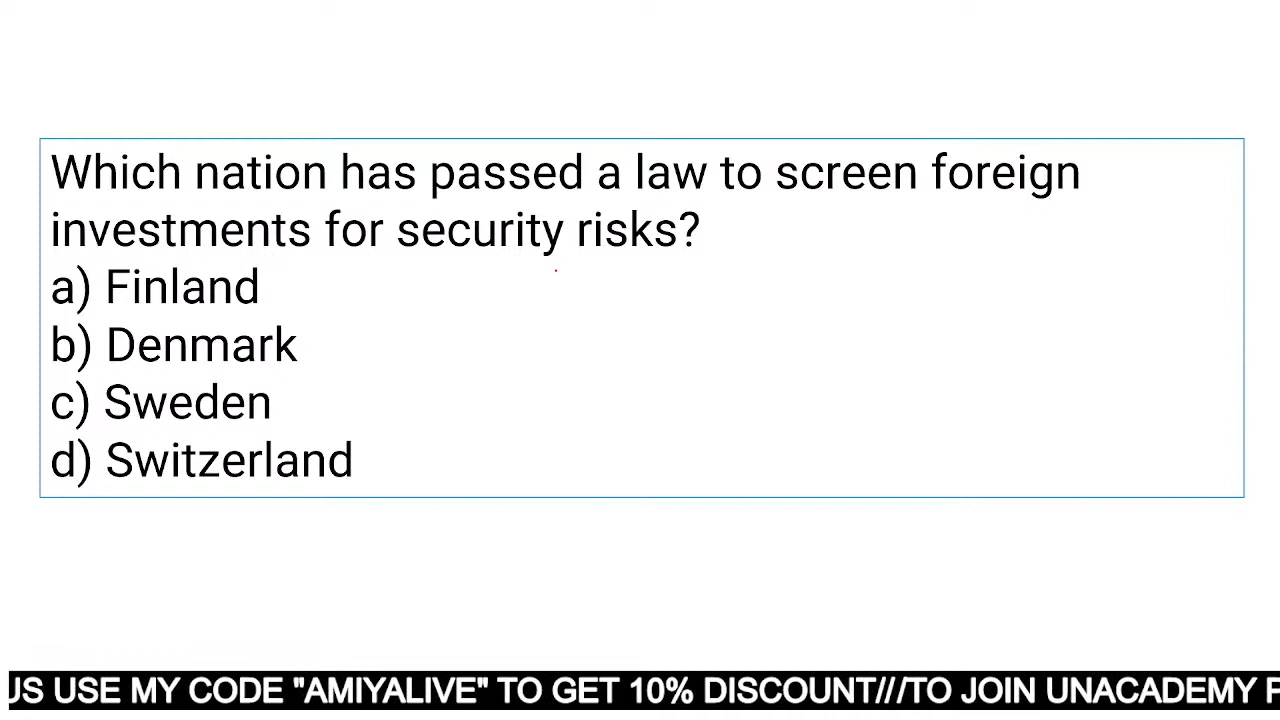 Which nation has passed a law to screen foreign
investments for security risks?
a) Finland
b) Denmark
c) Sweden
d) Switzerland
US USE MY CODE "AMIYALIVE" TO GET 10% DISCOUNT///TO JOIN UNACADEMY